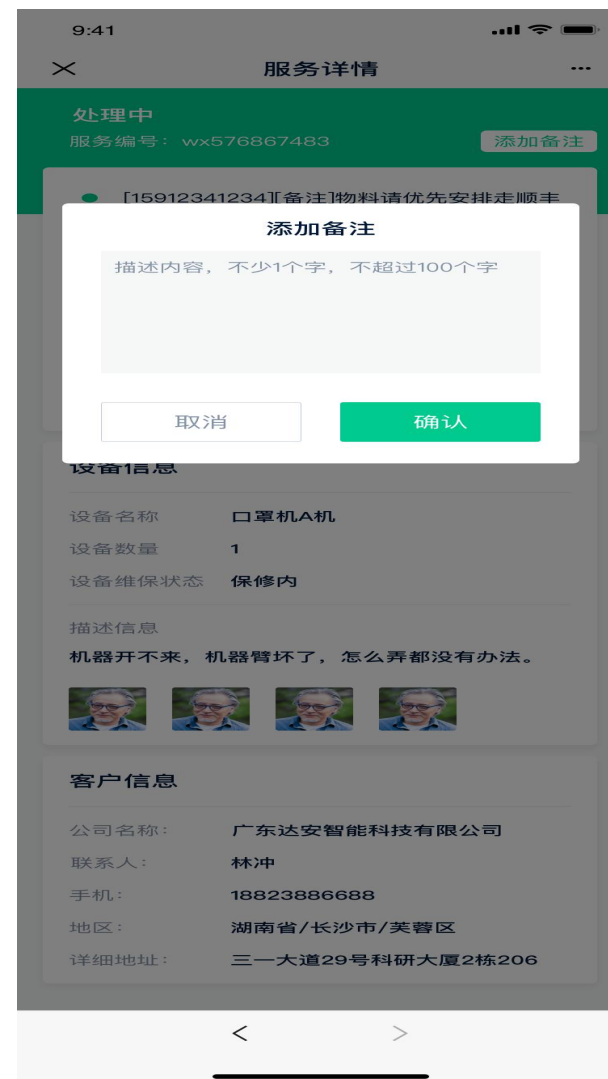 9:41
服务详情
处理中
服务编号：wx576867483
添加备注
[15912341234][备注]物料请优先安排走顺丰
添加备注
描述内容，不少1个字，不超过100个字
取消
确认
设备信息
设备名称 口罩机A机
设备数量 1
设备维保状态 保修内
描述信息
机器开不来，机器臂坏了，怎么弄都没有办法。
客户信息
公司名称： 广东达安智能科技有限公司
联系人： 林冲
手机： 18823886688
地区： 湖南省/长沙市/芙蓉区
详细地址： 三一大道29号科研大厦2栋206